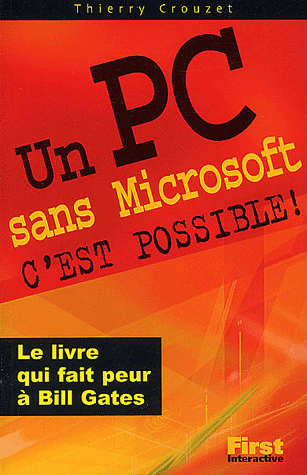 Thierry Crouzet
Un PC
sans Microsoft
C'EST POSSIBLE!
Le livre
qui fait peur
à Bill Gates
First
Interactive